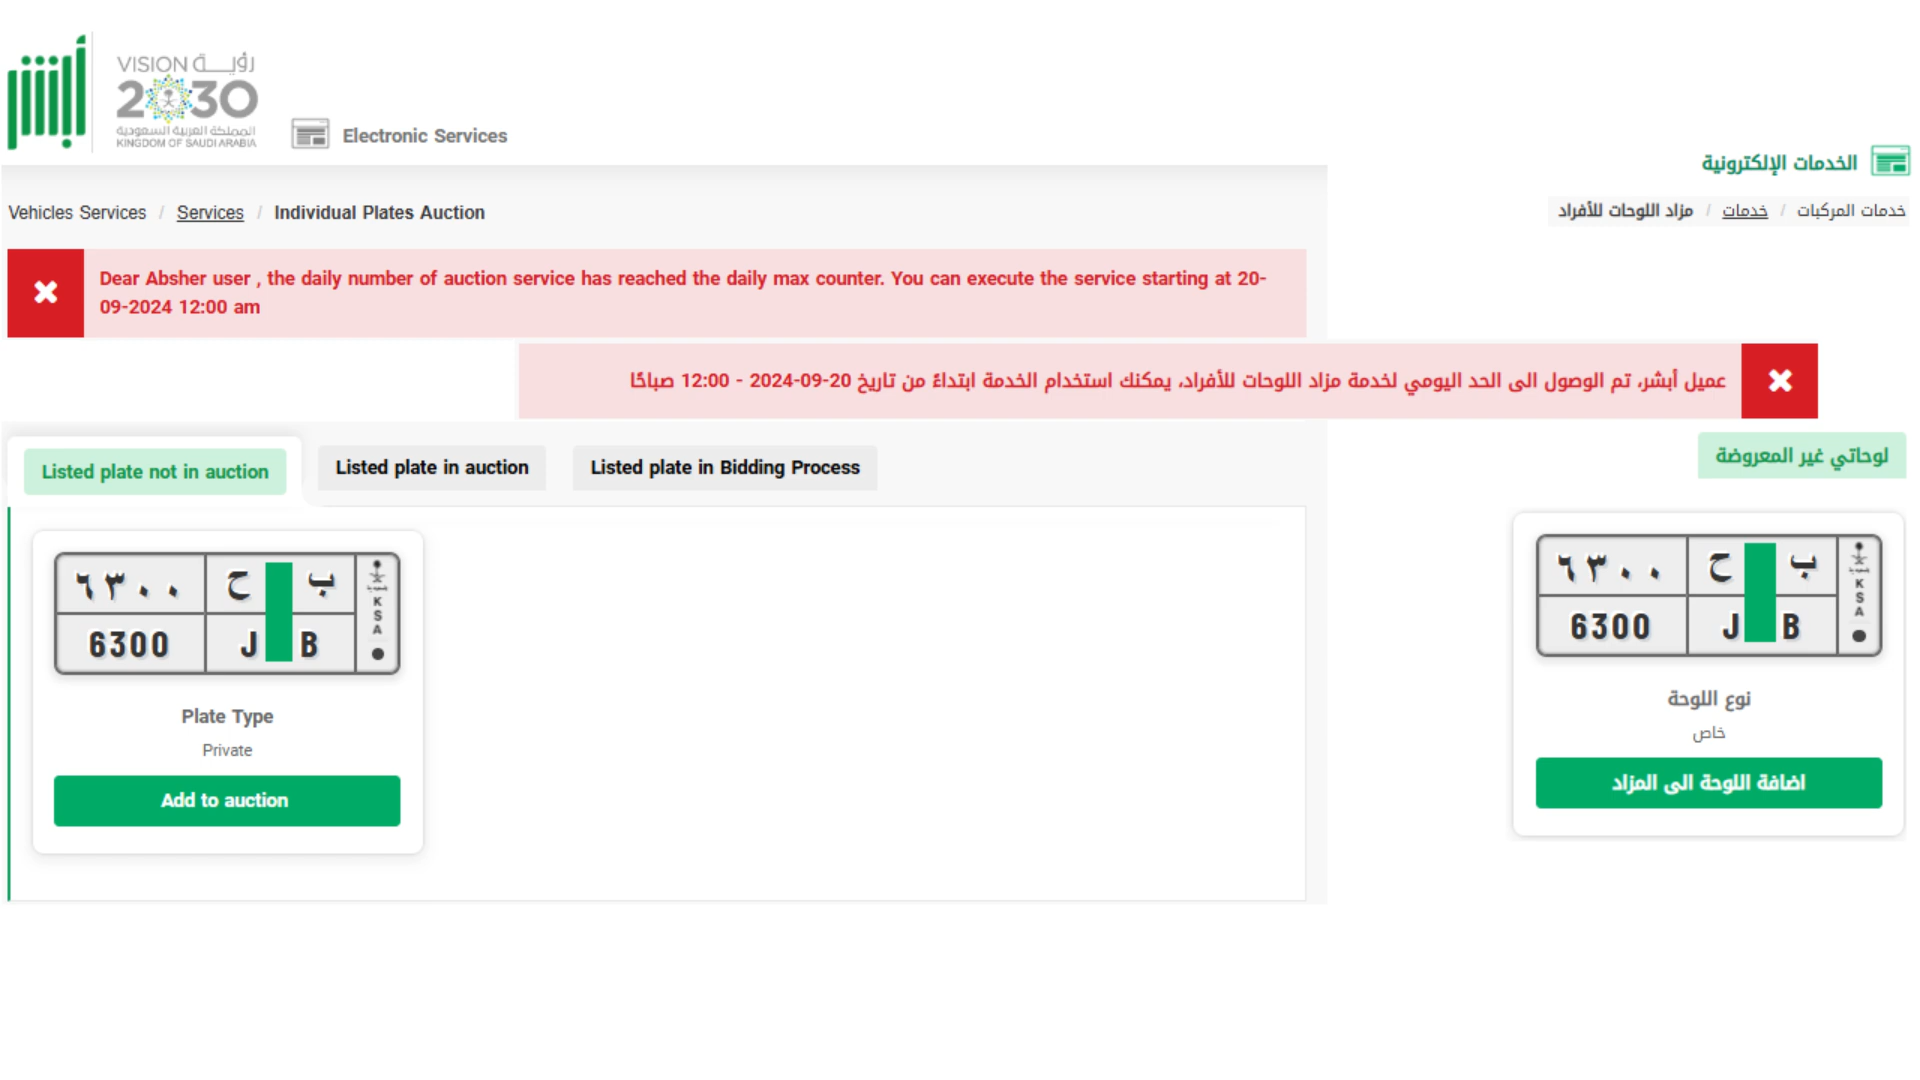 أبشر
VISION رؤيــة
2030
المملكة العربية السعودية
KINGDOM OF SAUDI ARABIA
Electronic Services
الخدمات الإلكترونية
Vehicles Services / Services / Individual Plates Auction
خدمات المركبات / خدمات / مزاد اللوحات للأفراد
Dear Absher user , the daily number of auction service has reached the daily max counter. You can execute the service starting at 20-
09-2024 12:00 am
عميل أبشر، تم الوصول الى الحد اليومي لخدمة مزاد اللوحات للأفراد، يمكنك استخدام الخدمة ابتداءً من تاريخ 20-09-2024 - 12:00 صباحًا
Listed plate not in auction
Listed plate in auction
Listed plate in Bidding Process
٦٣٠٠ ح ب
6300 J B
KSA
Plate Type
Private
Add to auction
لوحاتي غير المعروضة
٦٣٠٠ ح ب
6300 J B
KSA
نوع اللوحة
خاص
اضافة اللوحة الى المزاد